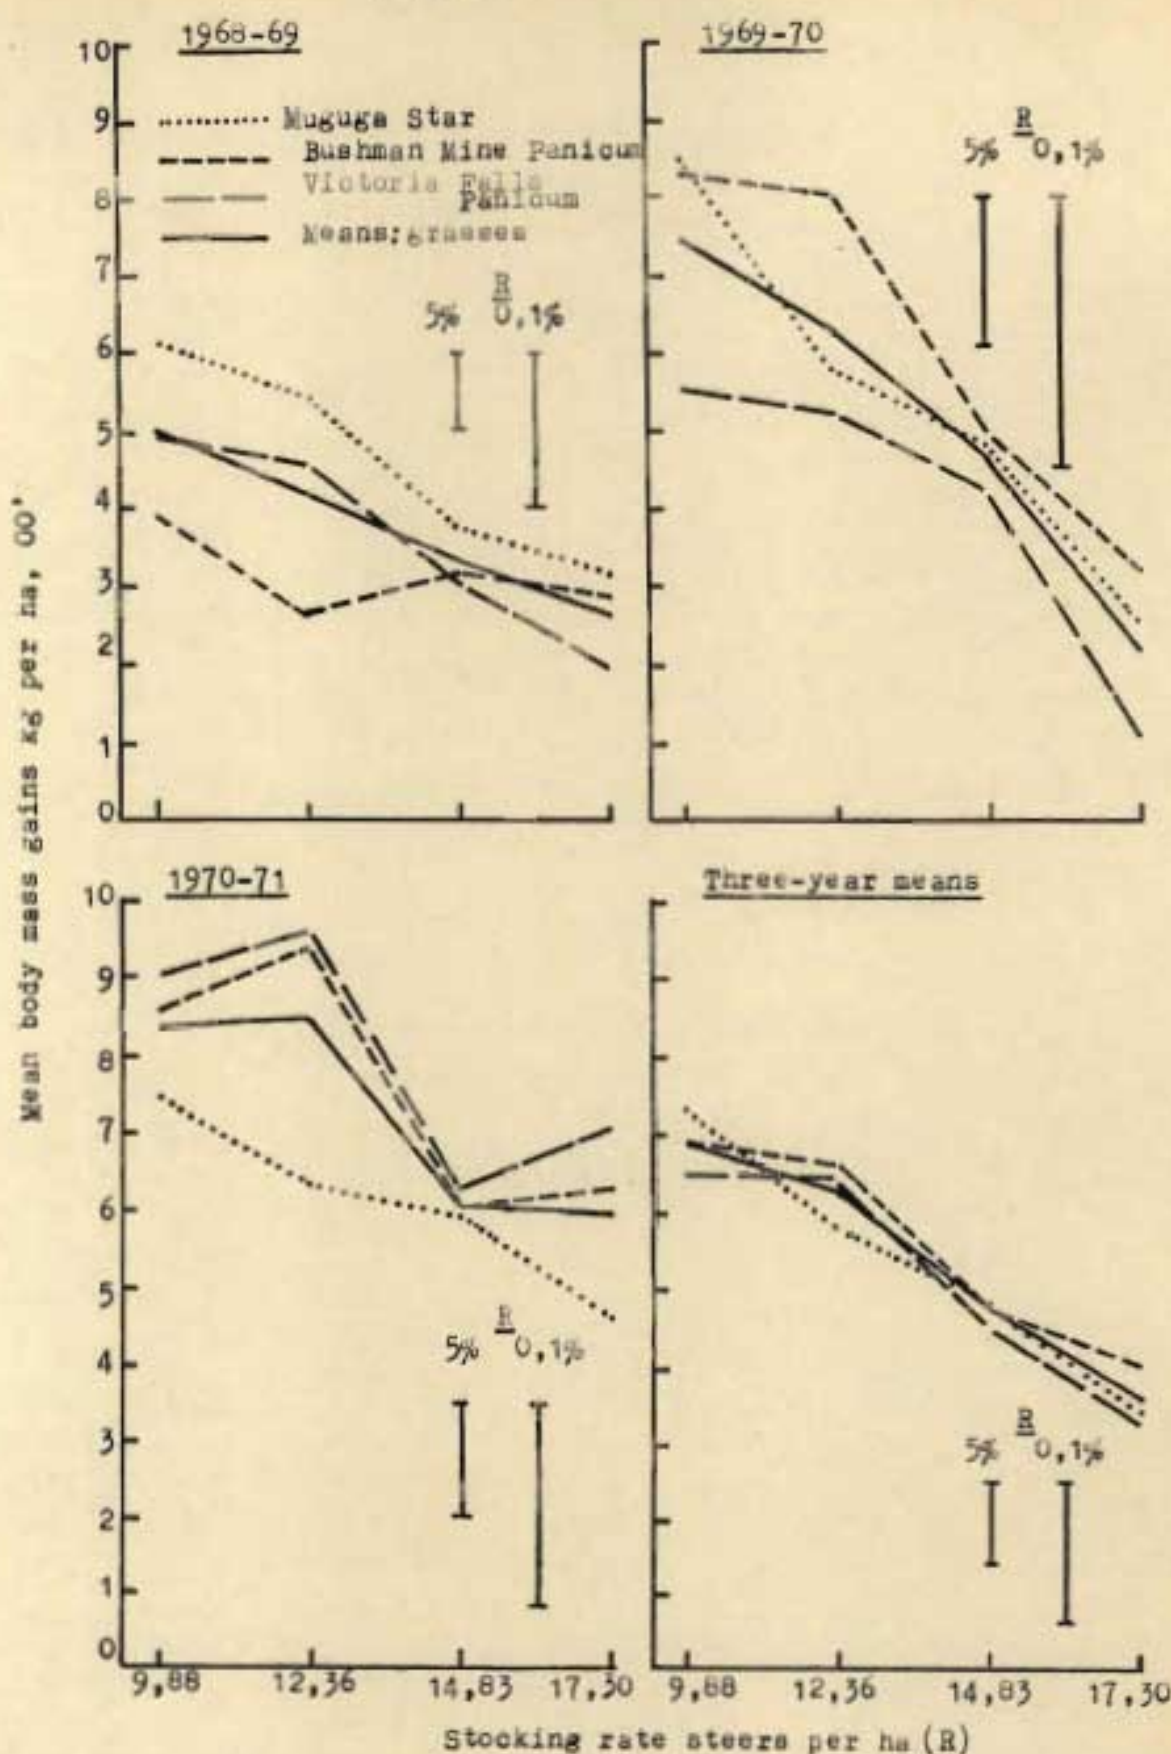 1968-69
1969-70
10
9
8
7
6
5
4
3
2
1
0
Muguga Star
Bushman Mine Panicum
Victoria Falls
Panicum
Means; grasses
R
5% 0,1%
R
5% 0,1%
Mean body mass gains kg per ha, 00'
1970-71
Three-year means
10
9
8
7
6
5
4
3
2
1
0
R
5% 0,1%
R
5% 0,1%
9,88 12,36 14,83 17,30 9,88 12,36 14,83 17,30
Stocking rate steers per ha (R)